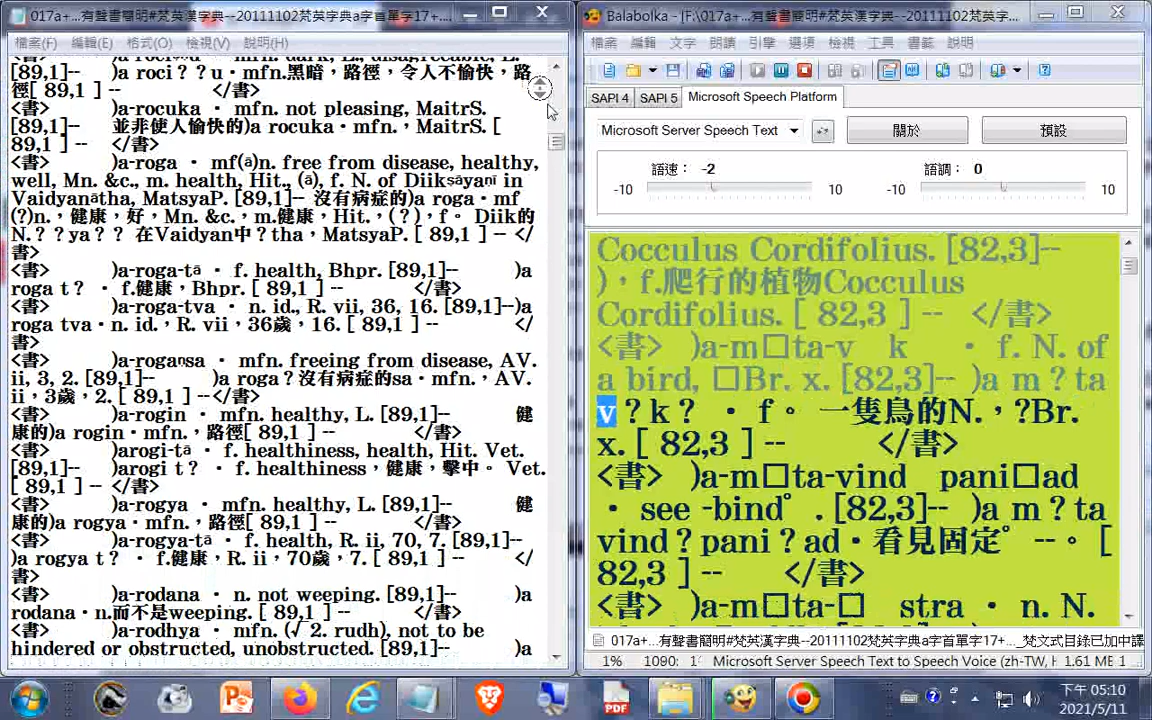 017a+...有聲書簡明#梵英漢字典--20111102梵英字典a字首單字17+...
檔案(F) 編輯(E) 格式(O) 檢視(V) 說明(H)
[89,1]-- )a roci？？u‧mfn.黑暗，路徑，令人不愉快，路
徑[ 89,1 ] -- </書>
<書> )a-rocuka ‧ mfn. not pleasing, MaitrS.
[89,1]-- 並非使人愉快的)a rocuka‧mfn.，MaitrS. [
89,1 ] -- </書>
<書> )a-roga ‧ mf(ā)n. free from disease, healthy,
well, Mn. &c., m. health, Hit., (ā), f. N. of Diikṣāyaṇī in
Vaidyanātha, MatsyaP. [89,1]-- 沒有病症的)a roga‧mf
(?)n.，健康，好，Mn. &c.，m.健康，Hit.，(？)，f。 Diik的
N.？？ya？？ 在Vaidyan中？tha，MatsyaP. [ 89,1 ] -- </
書>
<書> )a-roga-tā ‧ f. health, Bhpr. [89,1]-- )a
roga t？ ‧ f.健康，Bhpr. [ 89,1 ] -- </書>
<書> )a-roga-tva ‧ n. id., R. vii, 36, 16. [89,1]--)a
roga tva‧n. id.，R. vii，36歲，16. [ 89,1 ] -- </
書>
<書> )a-rogaṇsa ‧ mfn. freeing from disease, AV.
ii, 3, 2. [89,1]-- )a roga？沒有病症的sa‧mfn.，AV.
ii，3歲，2. [ 89,1 ] -- </書>
<書> )a-rogin ‧ mfn. healthy, L. [89,1]-- 健
康的)a rogin‧mfn.，路徑[ 89,1 ] -- </書>
<書> )arogi-tā ‧ f. healthiness, health, Hit. Vet.
[89,1]-- )arogi t？ ‧ f. healthiness，健康，擊中。 Vet.
[ 89,1 ] -- </書>
<書> )a-rogya ‧ mfn. healthy, L. [89,1]-- 健
康的)a rogya‧mfn.，路徑[ 89,1 ] -- </書>
<書> )a-rogya-tā ‧ f. health, R. ii, 70, 7. [89,1]--
)a rogya t？ ‧ f.健康，R. ii，70歲，7. [ 89,1 ] -- </
書>
<書> )a-rodana ‧ n. not weeping. [89,1]-- )a
rodana‧n.而不是weeping. [ 89,1 ] -- </書>
<書> )a-rodhya ‧ mfn. (√ 2. rudh), not to be
hindered or obstructed, unobstructed. [89,1]-- )a
Balabolka - [F:\017a+...有聲書簡明#梵英漢字典--20111102梵英字...
檔案 編輯 文字 朗讀 引擎 選項 檢視 工具 書籤 說明
SAPI 4 SAPI 5 Microsoft Speech Platform
Microsoft Server Speech Text 關於 預設
語速： -2 語調： 0
-10 10 -10 10
Cocculus Cordifolius. [82,3]--
)，f.爬行的植物Cocculus
Cordifolius. [ 82,3 ] -- </書>
<書> )a-m□ta-v k ‧ f. N. of
a bird, □Br. x. [82,3]-- )a m？ta
v？k？ ‧ f。 一隻鳥的N.，?Br.
x. [ 82,3 ] -- </書>
<書> )a-m□ta-vind pani□ad
‧ see -bind° . [82,3]-- )a m？ta
vind？pani？ad‧看見固定° --。 [
82,3 ] -- </書>
<書> )a-m□ta-□ stra ‧ n. N.
017a+...有聲書簡明#梵英漢字典--20111102梵英字典a字首單字17+..._梵文式目錄已加中譯
1% 1090: 1 Microsoft Server Speech Text to Speech Voice (zh-TW, H 1.61 MB 1
下午 05:10
2021/5/11